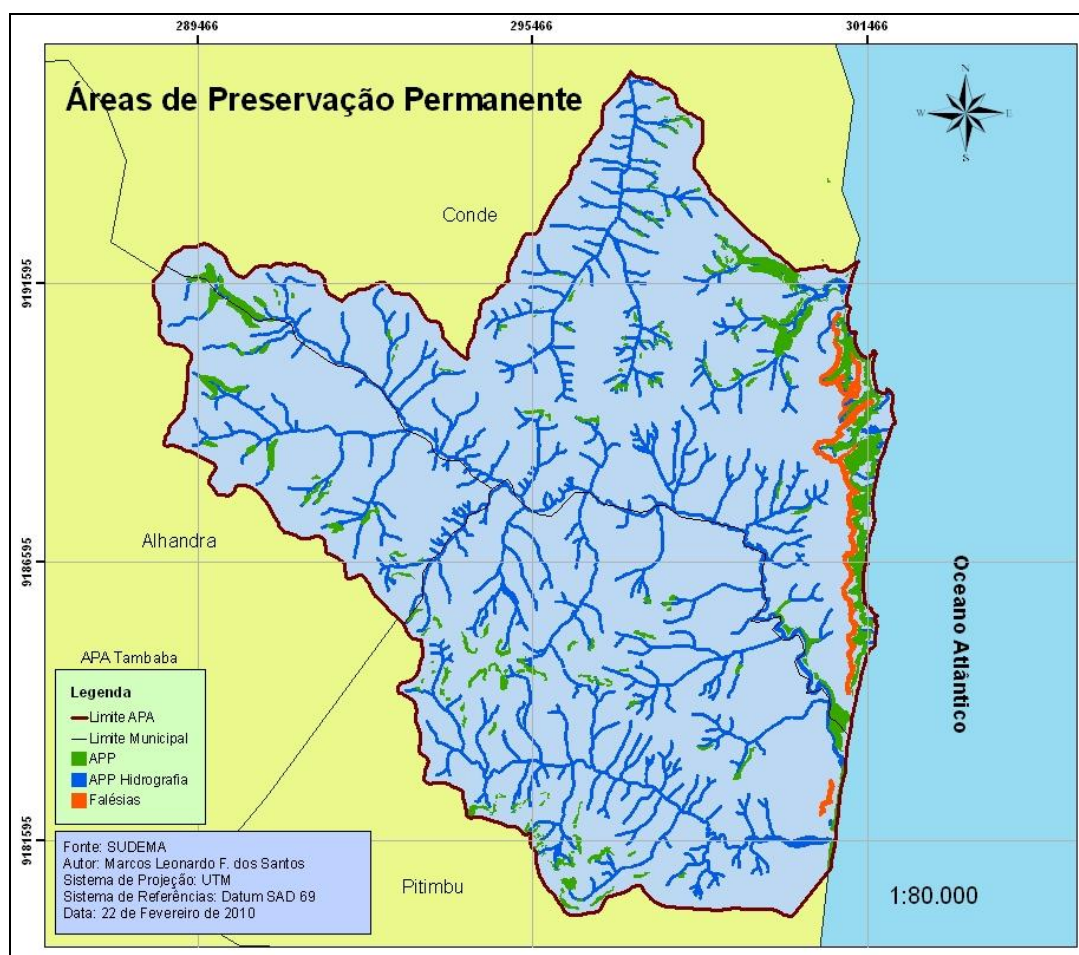 289466
295466
301466
Áreas de Preservação Permanente
N
W
E
S
Conde
9191595
Alhandra
9186595
Oceano Atlântico
APA Tambaba
Legenda
Limite APA
Limite Municipal
APP
APP Hidrografia
Falésias
9181595
Fonte: SUDEMA
Autor: Marcos Leonardo F. dos Santos
Sistema de Projeção: UTM
Sistema de Referências: Datum SAD 69
Data: 22 de Fevereiro de 2010
Pitimbu
1:80.000